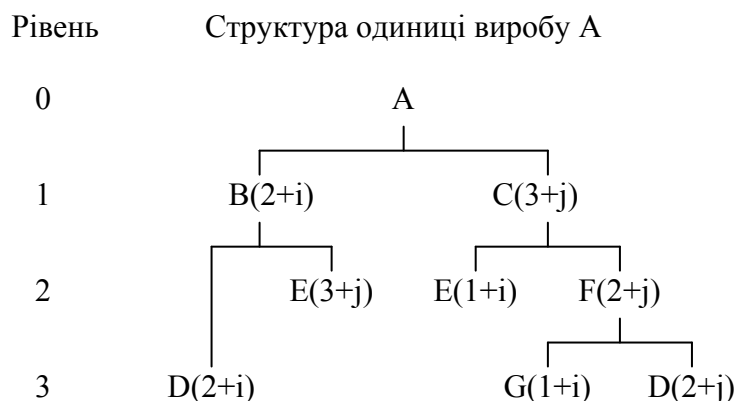 Рівень Структура одиниці виробу А
0 А
1 B(2+i) C(3+j)
2 E(3+j) E(1+i) F(2+j)
3 D(2+i) G(1+i) D(2+j)